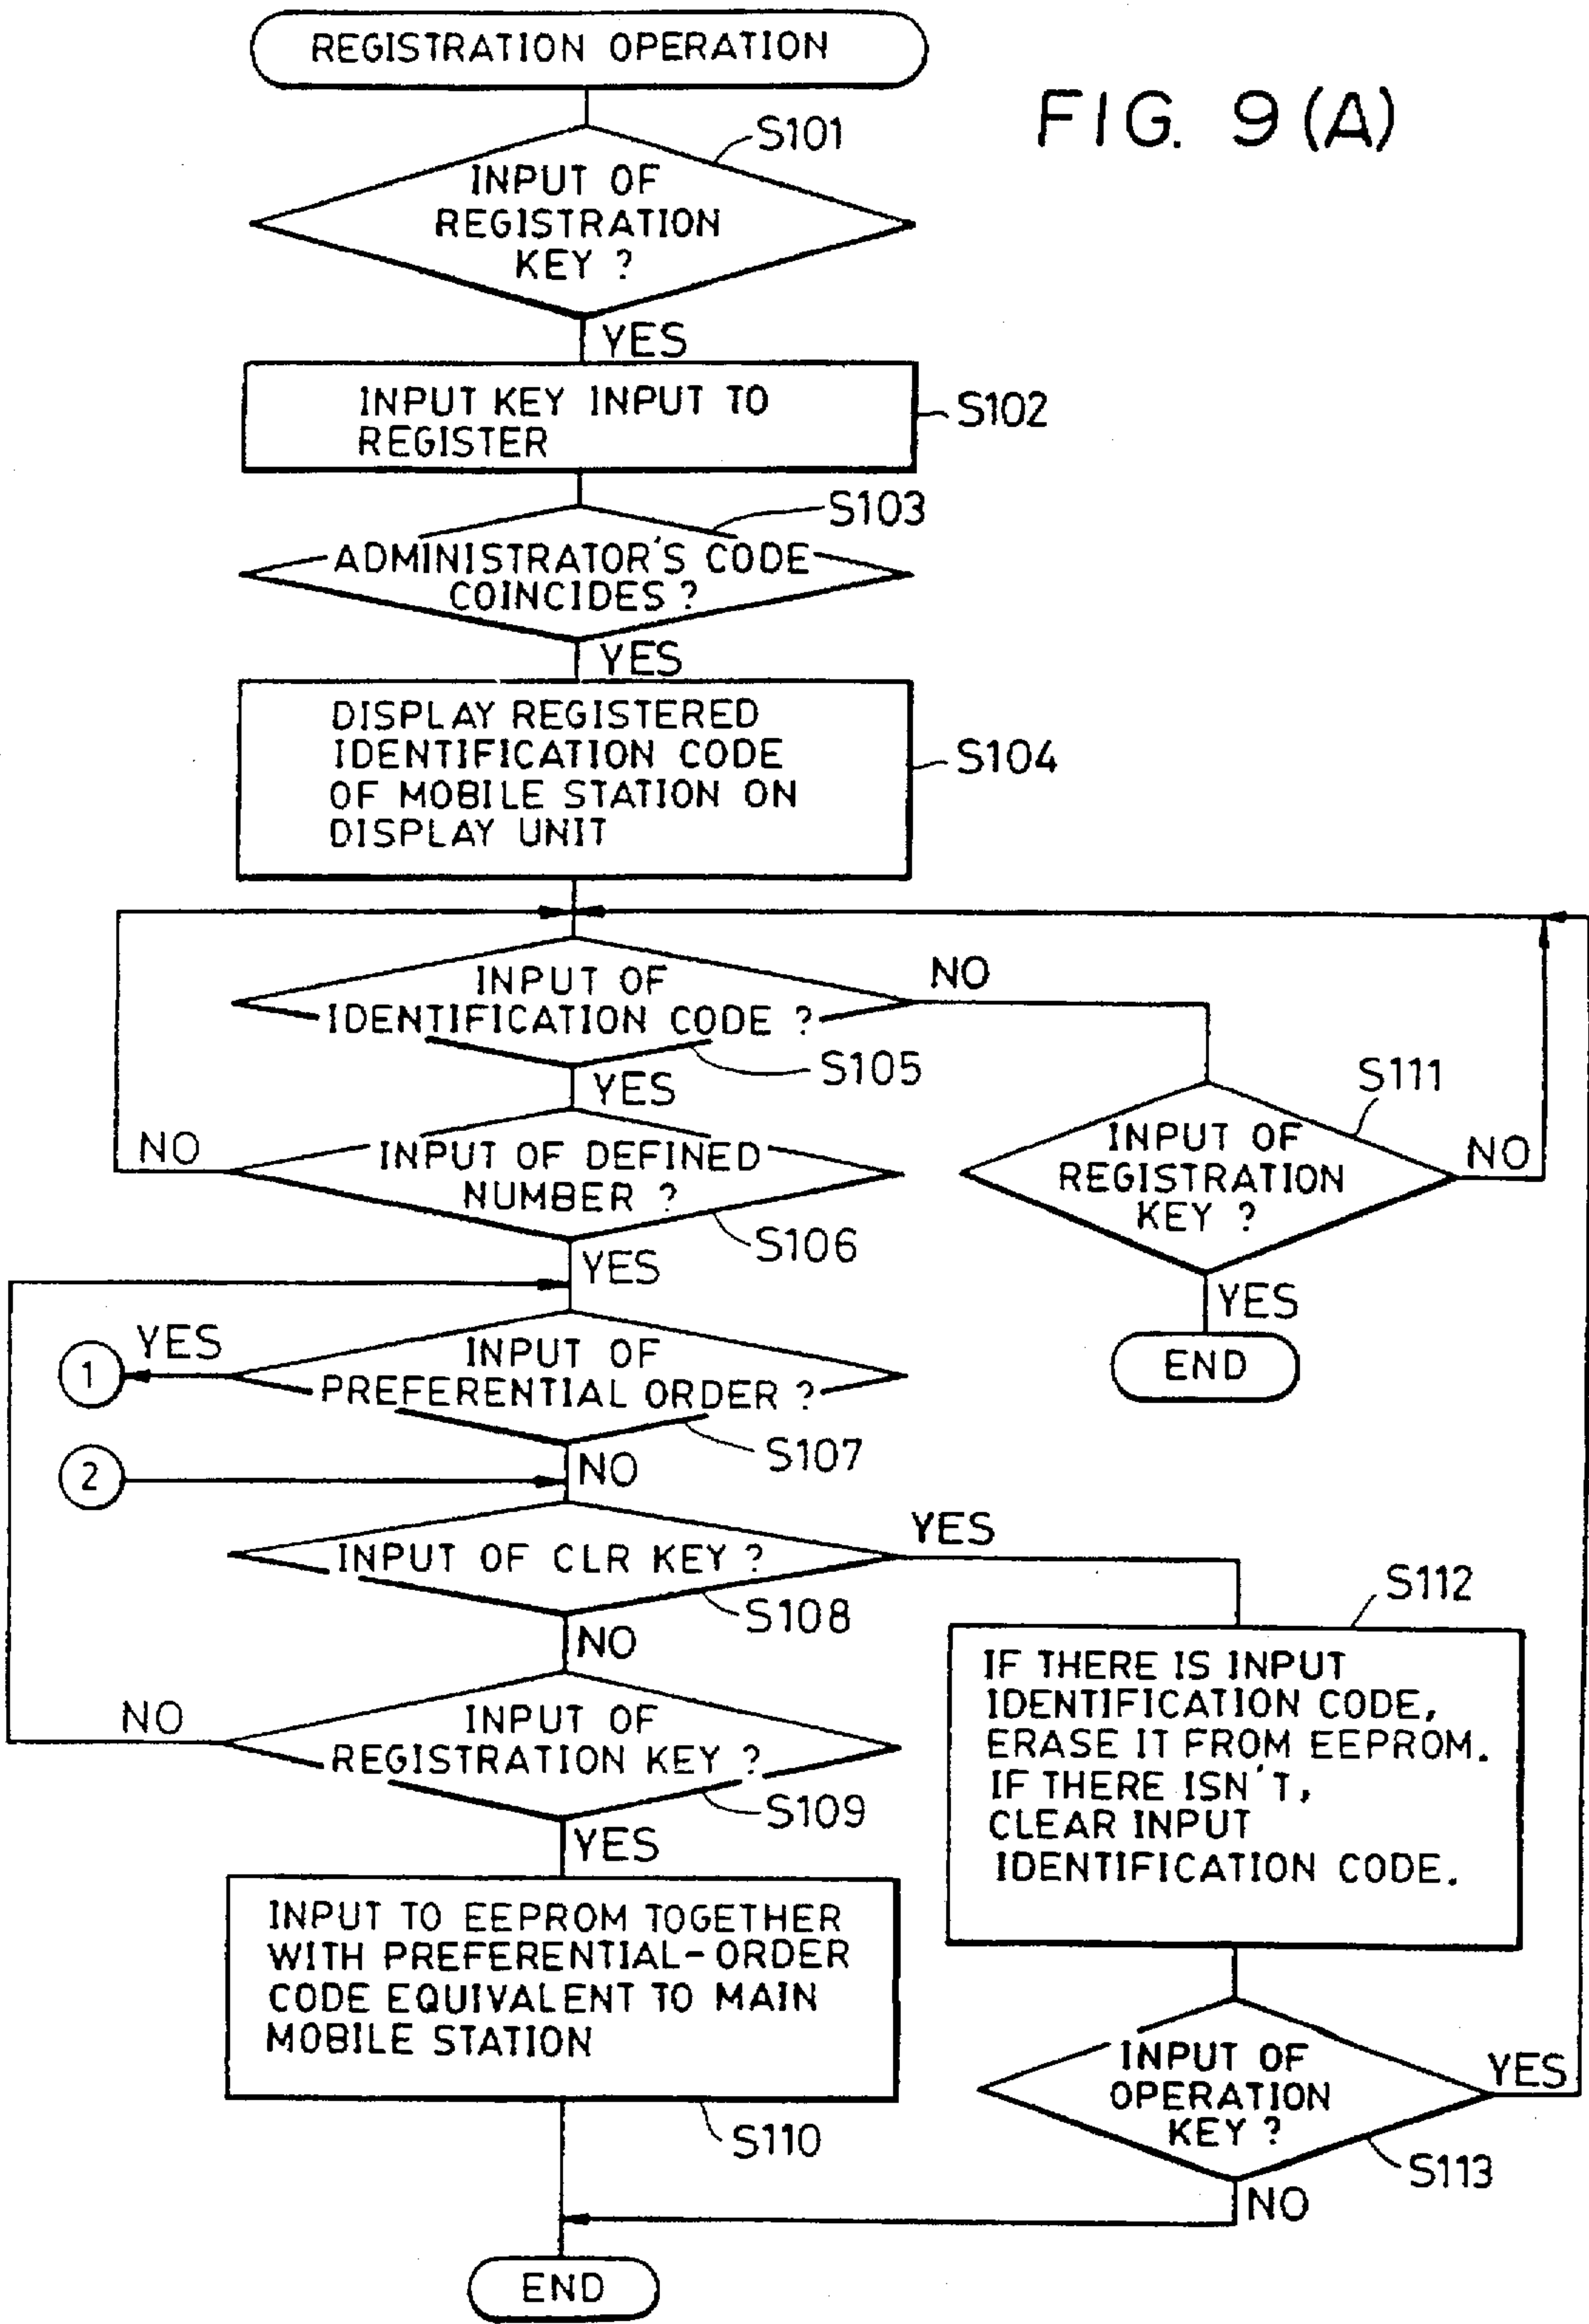 REGISTRATION OPERATION
FIG. 9 (A)
S101
INPUT OF
REGISTRATION
KEY ?
YES
INPUT KEY INPUT TO
REGISTER
S102
S103
ADMINISTRATOR'S CODE
COINCIDES ?
YES
DISPLAY REGISTERED
IDENTIFICATION CODE
OF MOBILE STATION ON
DISPLAY UNIT
S104
INPUT OF
IDENTIFICATION CODE ?
NO
S105
YES
S111
INPUT OF
REGISTRATION
KEY ?
NO
YES
END
NO
INPUT OF DEFINED
NUMBER ?
S106
YES
YES
1
INPUT OF
PREFERENTIAL ORDER ?
S107
NO
2
INPUT OF CLR KEY ?
YES
S108
NO
S112
IF THERE IS INPUT
IDENTIFICATION CODE,
ERASE IT FROM EEPROM.
IF THERE ISN'T,
CLEAR INPUT
IDENTIFICATION CODE.
NO
INPUT OF
REGISTRATION KEY ?
S109
YES
INPUT TO EEPROM TOGETHER
WITH PREFERENTIAL-ORDER
CODE EQUIVALENT TO MAIN
MOBILE STATION
S110
INPUT OF
OPERATION
KEY ?
YES
S113
NO
END